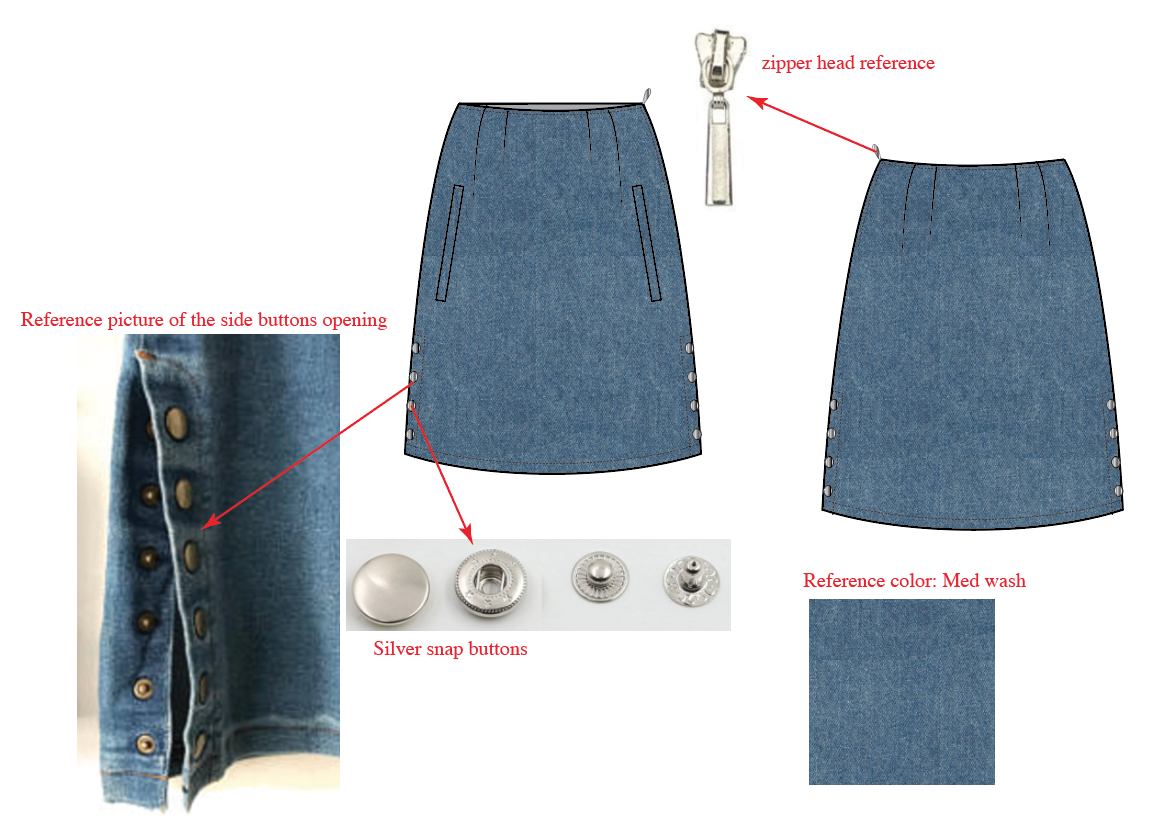 zipper head reference
Reference picture of the side buttons opening
Silver snap buttons
Reference color: Med wash